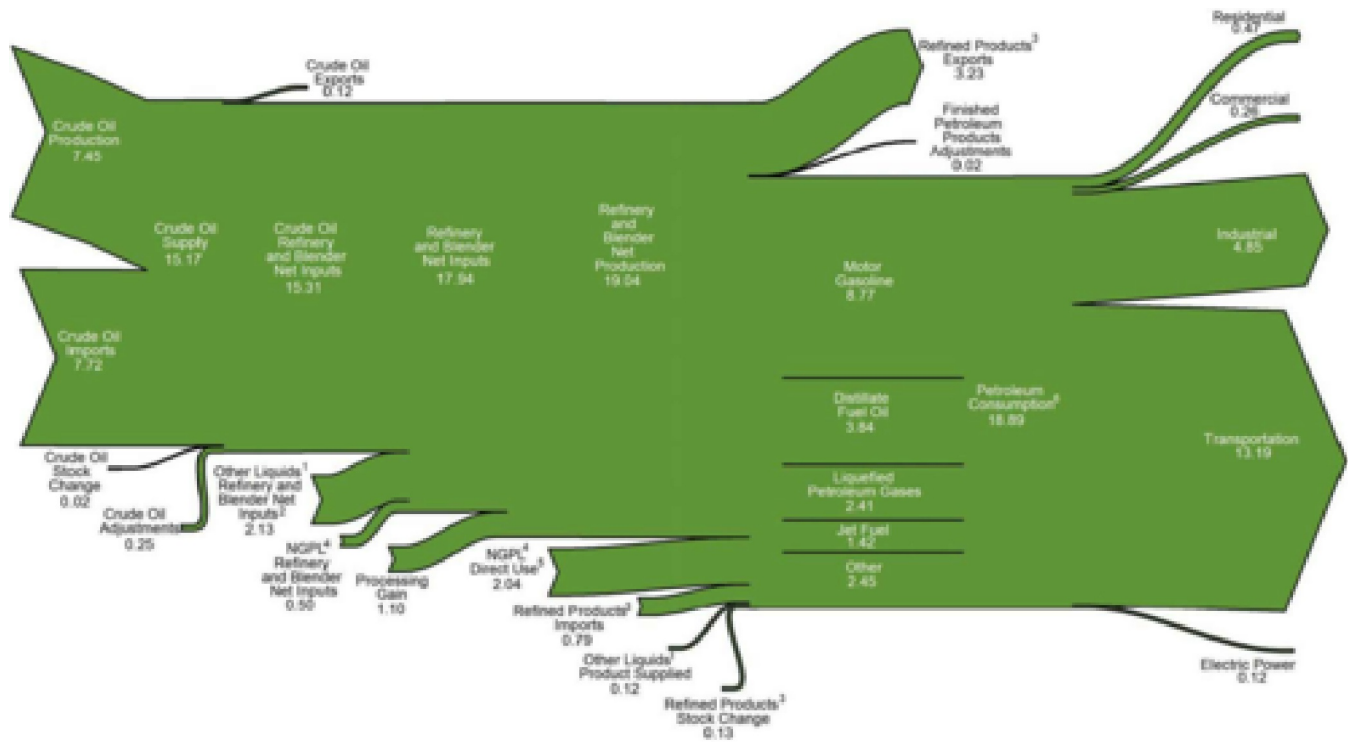 Crude Oil
Production
7.45
Crude Oil
Exports
0.12
Crude Oil
Supply
15.17
Crude Oil
Refinery
and Blender
Net Inputs
15.31
Refinery
and Blender
Net Inputs
17.94
Refinery
and
Blender
Net
Production
19.04
Refined Products³
Exports
3.23
Finished
Petroleum
Products
Adjustments
0.02
Residential
0.47
Commercial
0.26
Industrial
4.85
Motor
Gasoline
8.77
Crude Oil
Imports
7.72
Distillate
Fuel Oil
3.84
Petroleum
Consumption⁶
18.89
Transportation
13.19
Liquefied
Petroleum Gases
2.41
Jet Fuel
1.42
Other
2.45
Crude Oil
Stock
Change
0.02
Crude Oil
Adjustments
0.25
Other Liquids¹
Refinery and
Blender Net
Inputs²
2.13
NGPL⁴
Refinery
and Blender
Net Inputs
0.50
Processing
Gain
1.10
NGPL⁴
Direct Use⁵
2.04
Refined Products³
Imports
0.79
Other Liquids¹
Product Supplied
0.12
Refined Products³
Stock Change
0.13
Electric Power
0.12